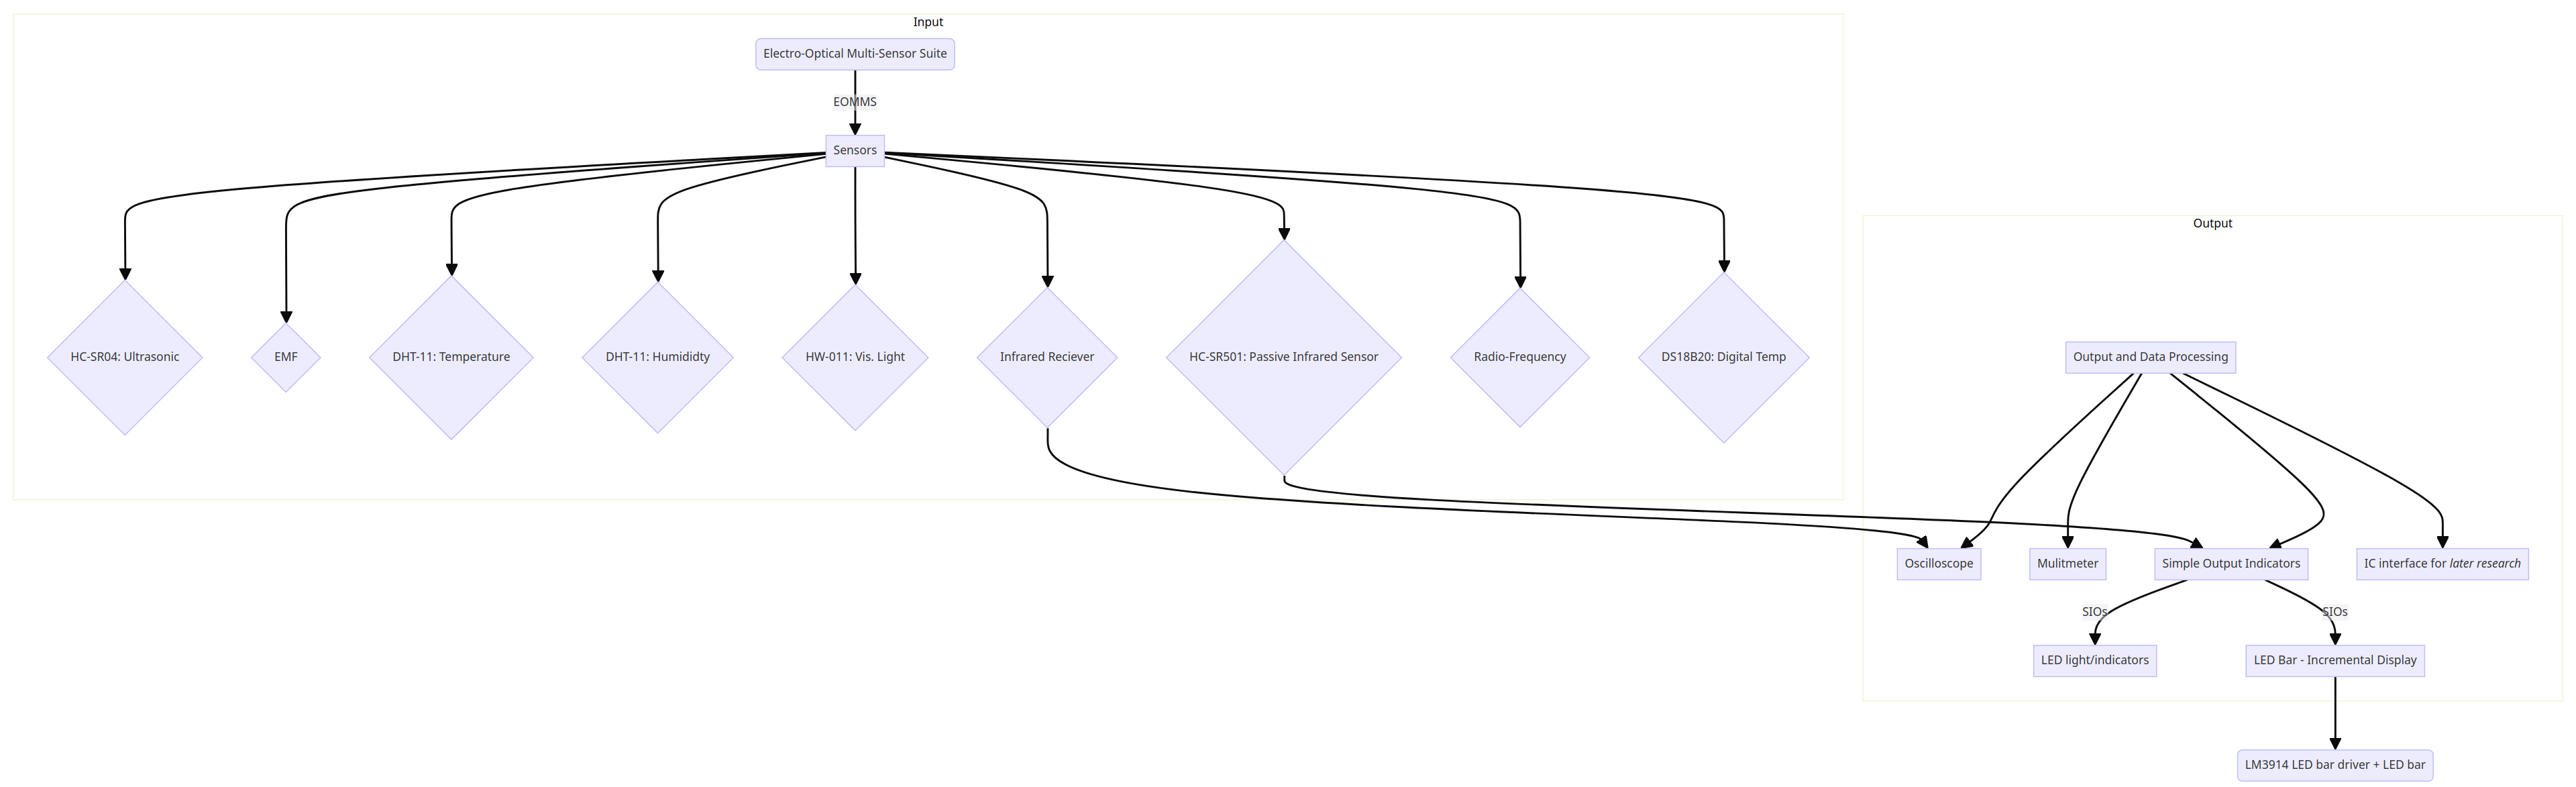 Input
Electro-Optical Multi-Sensor Suite
EOMMS
Sensors
HC-SR04: Ultrasonic
EMF
DHT-11: Temperature
DHT-11: Humididty
HW-011: Vis. Light
Infrared Reciever
HC-SR501: Passive Infrared Sensor
Radio-Frequency
DS18B20: Digital Temp
Output
Output and Data Processing
Oscilloscope
Mulitmeter
Simple Output Indicators
IC interface for later research
SIOs
SIOs
LED light/indicators
LED Bar - Incremental Display
LM3914 LED bar driver + LED bar